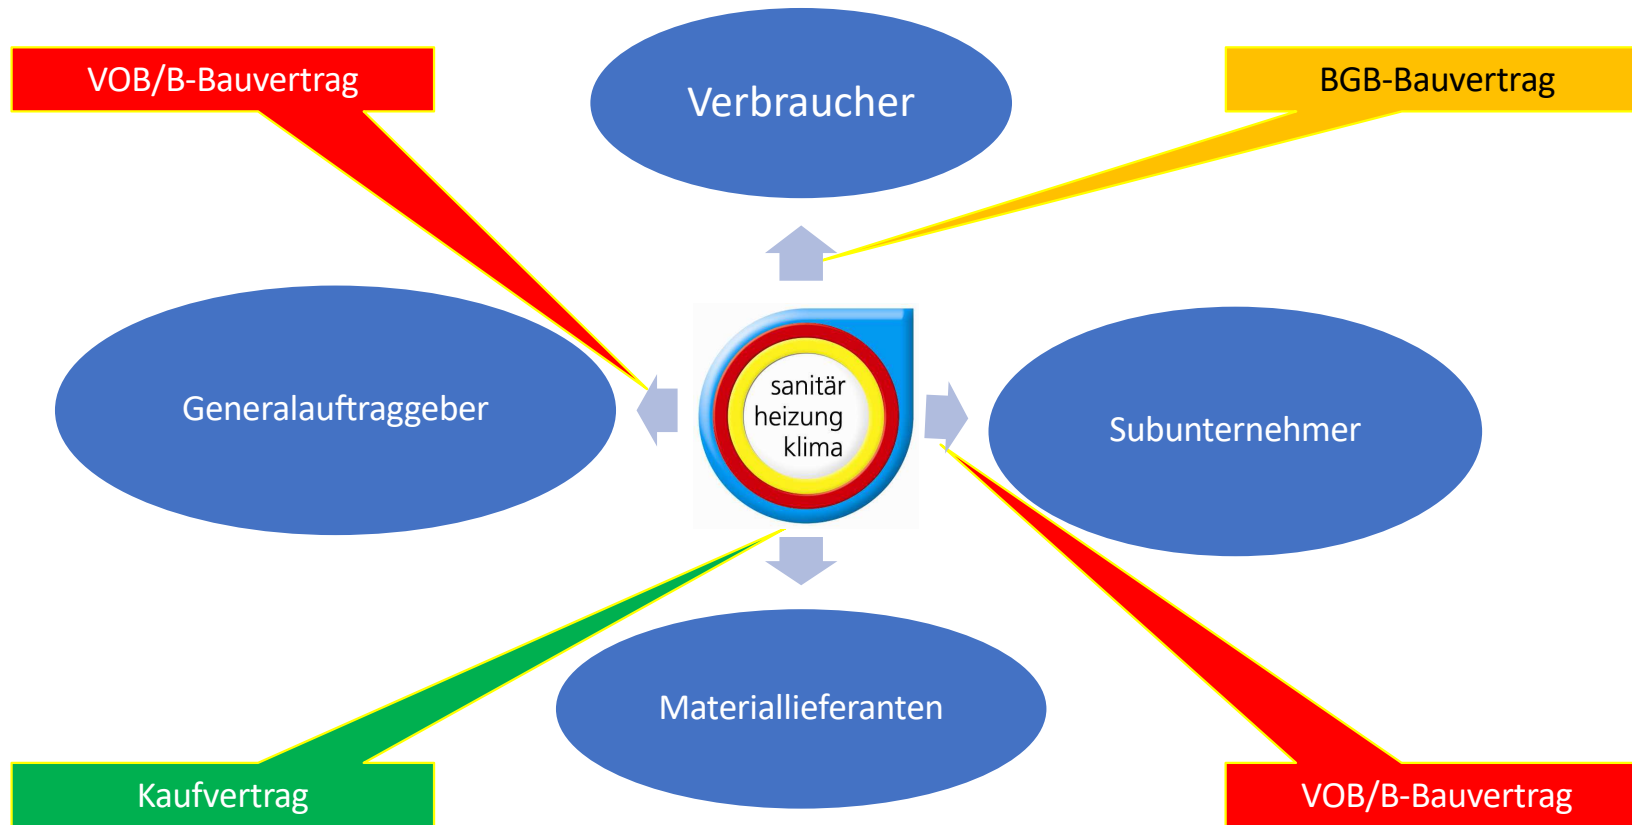 VOB/B-Bauvertrag
Verbraucher
BGB-Bauvertrag
Generalauftraggeber
sanitär
heizung
klima
Subunternehmer
Materiallieferanten
Kaufvertrag
VOB/B-Bauvertrag